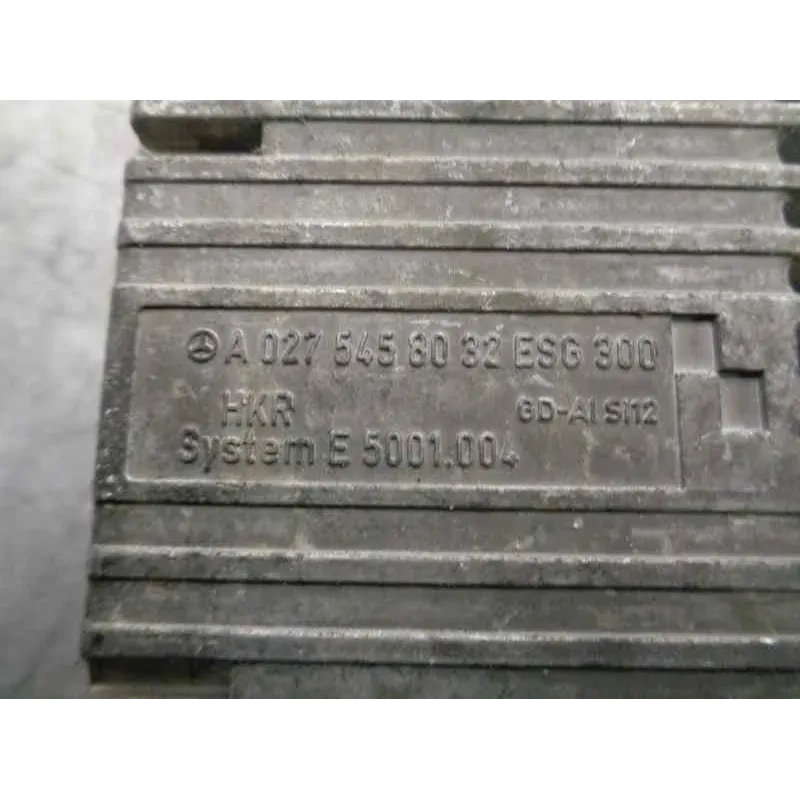 A 027 545 80 32 ESG 300
HKR GD-Al Si12
System E 5001.004